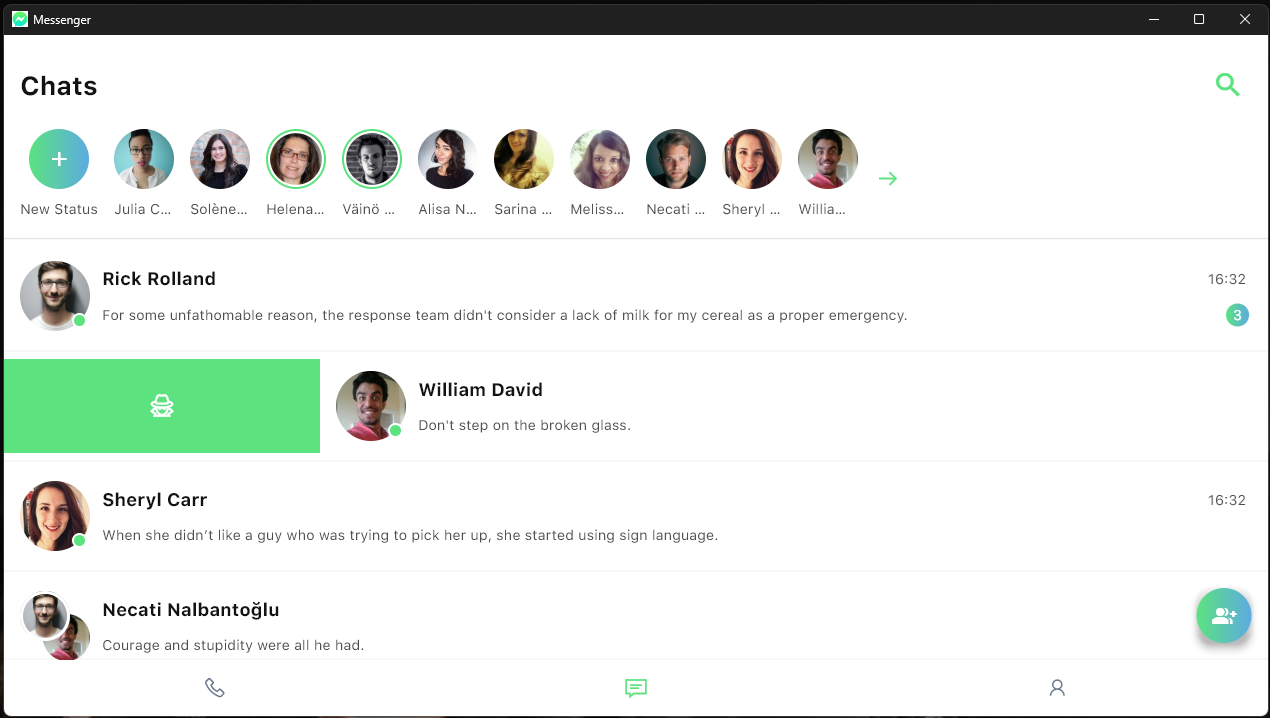 Messenger
Chats
New Status
Julia C...
Solène...
Helena...
Väinö ...
Alisa N...
Sarina ...
Meliss...
Necati ...
Sheryl ...
Willia...
Rick Rolland
16:32
For some unfathomable reason, the response team didn't consider a lack of milk for my cereal as a proper emergency.
3
William David
Don't step on the broken glass.
Sheryl Carr
16:32
When she didn’t like a guy who was trying to pick her up, she started using sign language.
Necati Nalbantoğlu
Courage and stupidity were all he had.